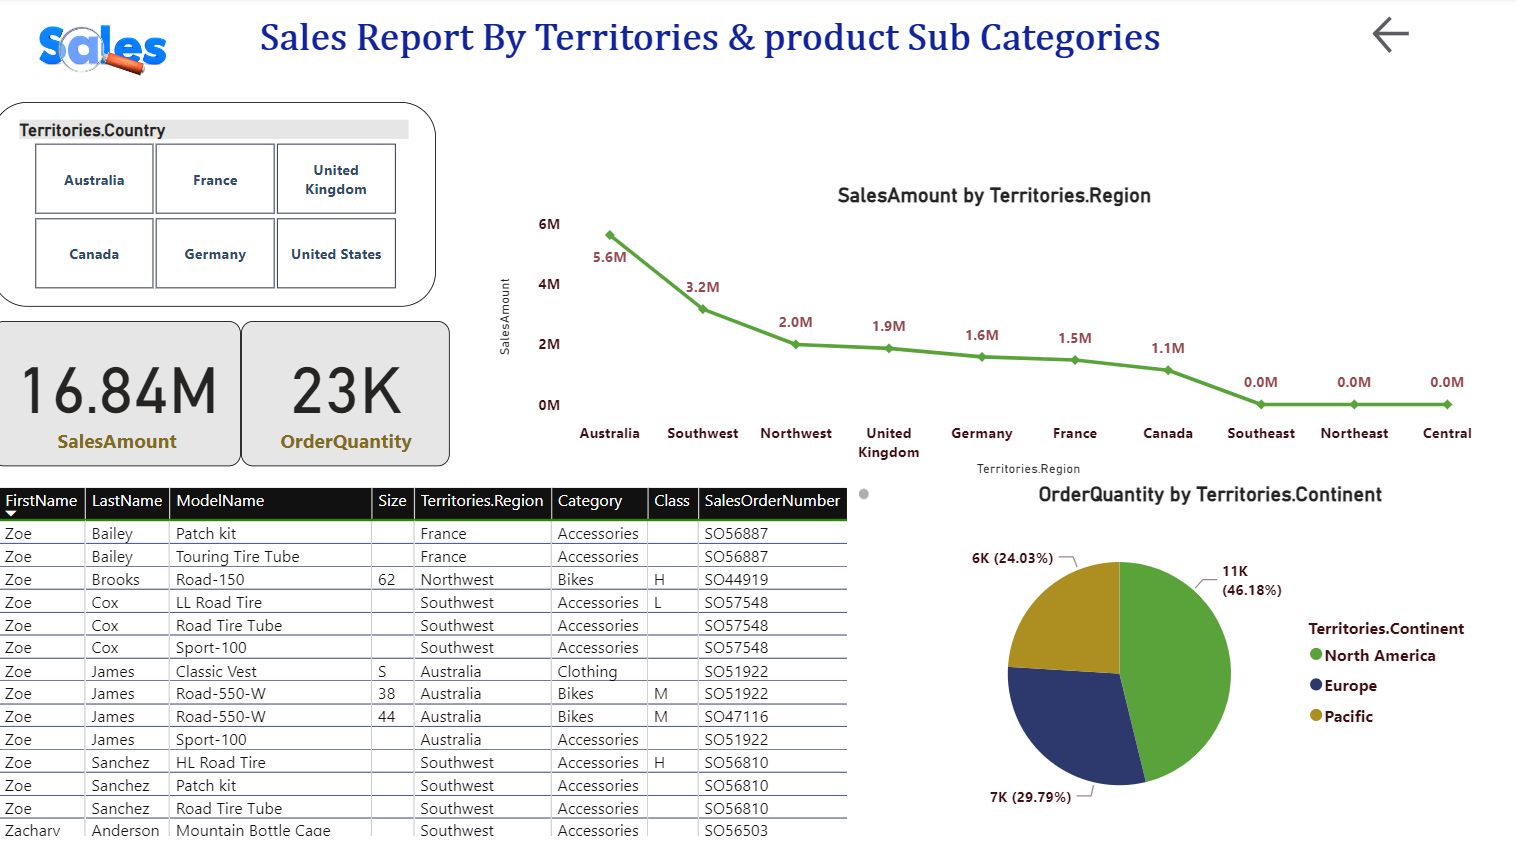 Sales
Sales Report By Territories & product Sub Categories
Territories.Country
Australia
France
United
Kingdom
Canada
Germany
United States
16.84M
SalesAmount
23K
OrderQuantity
SalesAmount by Territories.Region
SalesAmount
6M
4M
2M
0M
5.6M
3.2M
2.0M
1.9M
1.6M
1.5M
1.1M
0.0M
0.0M
0.0M
Australia
Southwest
Northwest
United
Kingdom
Germany
France
Canada
Southeast
Northeast
Central
Territories.Region
FirstName LastName ModelName Size Territories.Region Category Class SalesOrderNumber
Zoe Bailey Patch kit France Accessories SO56887
Zoe Bailey Touring Tire Tube France Accessories SO56887
Zoe Brooks Road-150 62 Northwest Bikes H SO44919
Zoe Cox LL Road Tire Southwest Accessories L SO57548
Zoe Cox Road Tire Tube Southwest Accessories SO57548
Zoe Cox Sport-100 Southwest Accessories SO57548
Zoe James Classic Vest S Australia Clothing SO51922
Zoe James Road-550-W 38 Australia Bikes M SO51922
Zoe James Road-550-W 44 Australia Bikes M SO47116
Zoe James Sport-100 Australia Accessories SO51922
Zoe Sanchez HL Road Tire Southwest Accessories H SO56810
Zoe Sanchez Patch kit Southwest Accessories SO56810
Zoe Sanchez Road Tire Tube Southwest Accessories SO56810
Zachary Anderson Mountain Bottle Cage Southwest Accessories SO56503
OrderQuantity by Territories.Continent
6K (24.03%)
11K
(46.18%)
7K (29.79%)
Territories.Continent
North America
Europe
Pacific